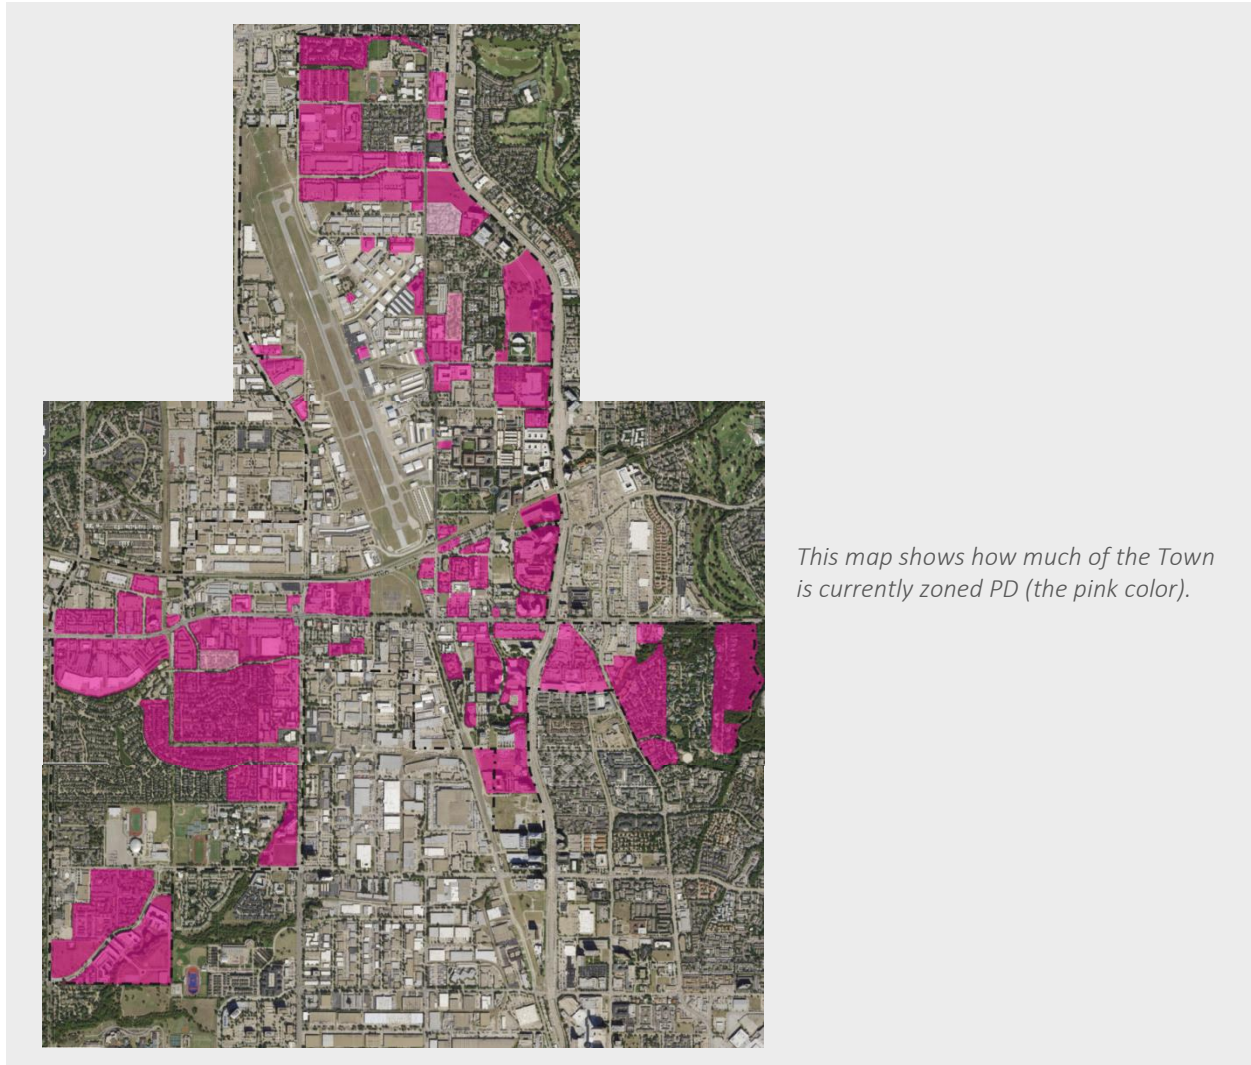 This map shows how much of the Town
is currently zoned PD (the pink color).